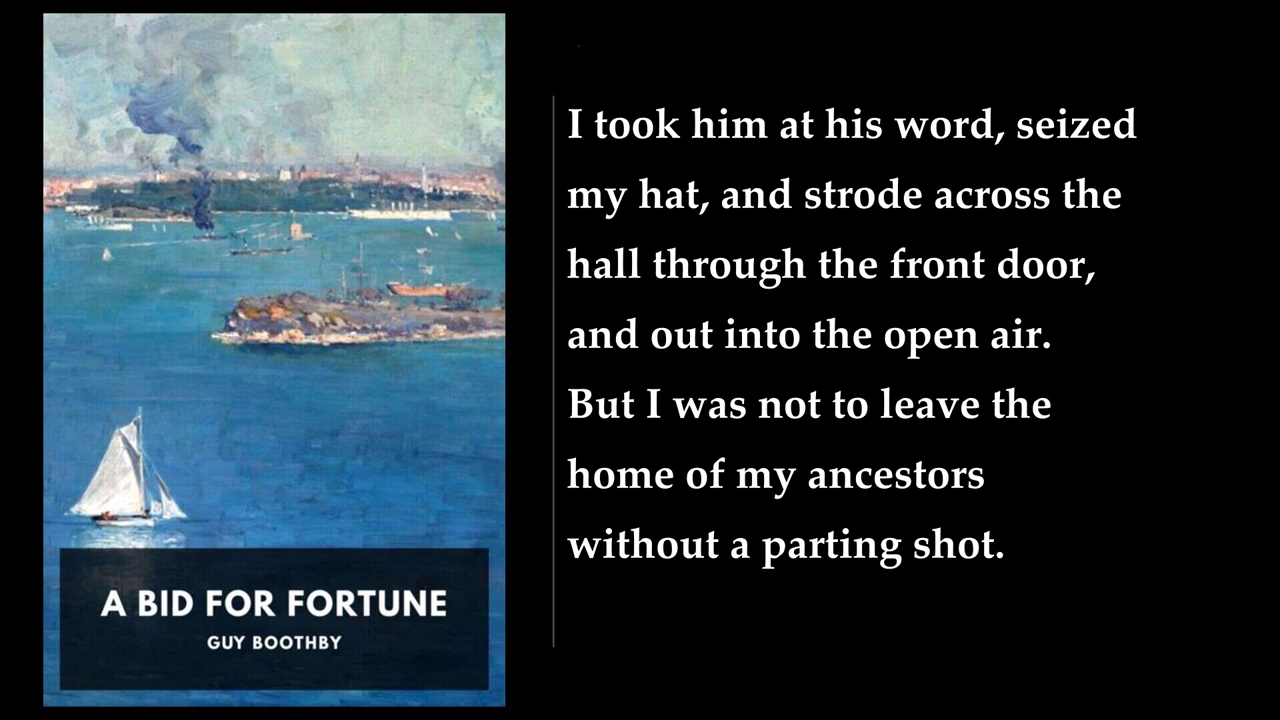 I took him at his word, seized
my hat, and strode across the
hall through the front door,
and out into the open air.
But I was not to leave the
home of my ancestors
without a parting shot.
A BID FOR FORTUNE
GUY BOOTHBY